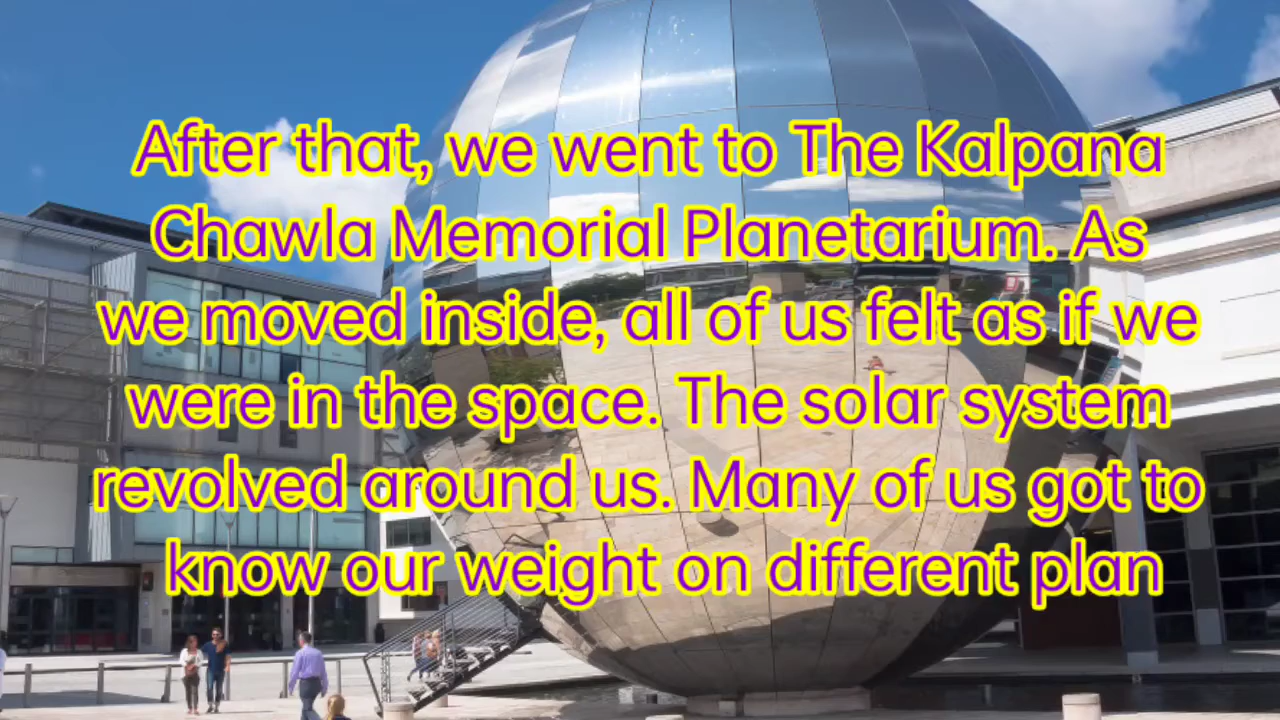 After that, we went to The Kalpana
Chawla Memorial Planetarium. As
we moved inside, all of us felt as if we
were in the space. The solar system
revolved around us. Many of us got to
know our weight on different plan